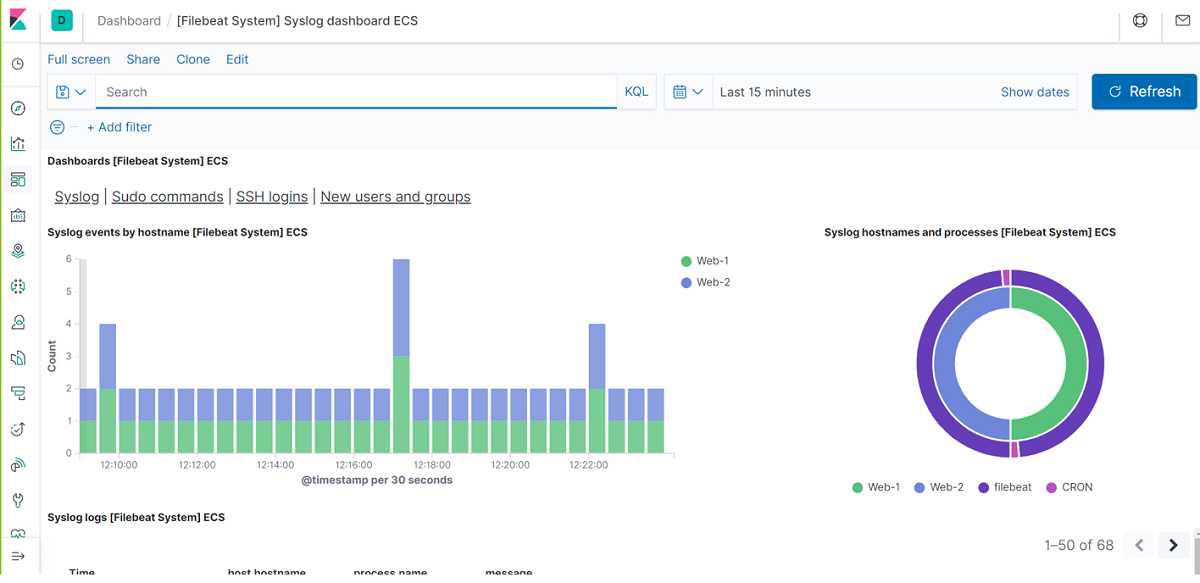 D Dashboard / [Filebeat System] Syslog dashboard ECS
Full screen Share Clone Edit
Search KQL Last 15 minutes Show dates Refresh
+ Add filter
Dashboards [Filebeat System] ECS
Syslog | Sudo commands | SSH logins | New users and groups
Syslog events by hostname [Filebeat System] ECS
6
5
4
3
2
1
0
Count
12:10:00 12:12:00 12:14:00 12:16:00 12:18:00 12:20:00 12:22:00
@timestamp per 30 seconds
Web-1
Web-2
Syslog hostnames and processes [Filebeat System] ECS
Web-1 Web-2 filebeat CRON
Syslog logs [Filebeat System] ECS
1–50 of 68
Time host.hostname process.name message